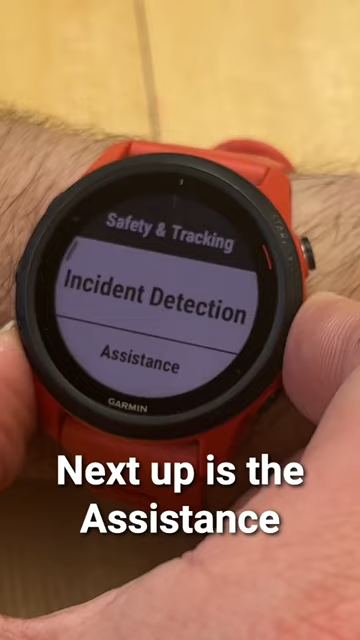 Safety & Tracking
Incident Detection
Assistance
GARMIN
Next up is the
Assistance